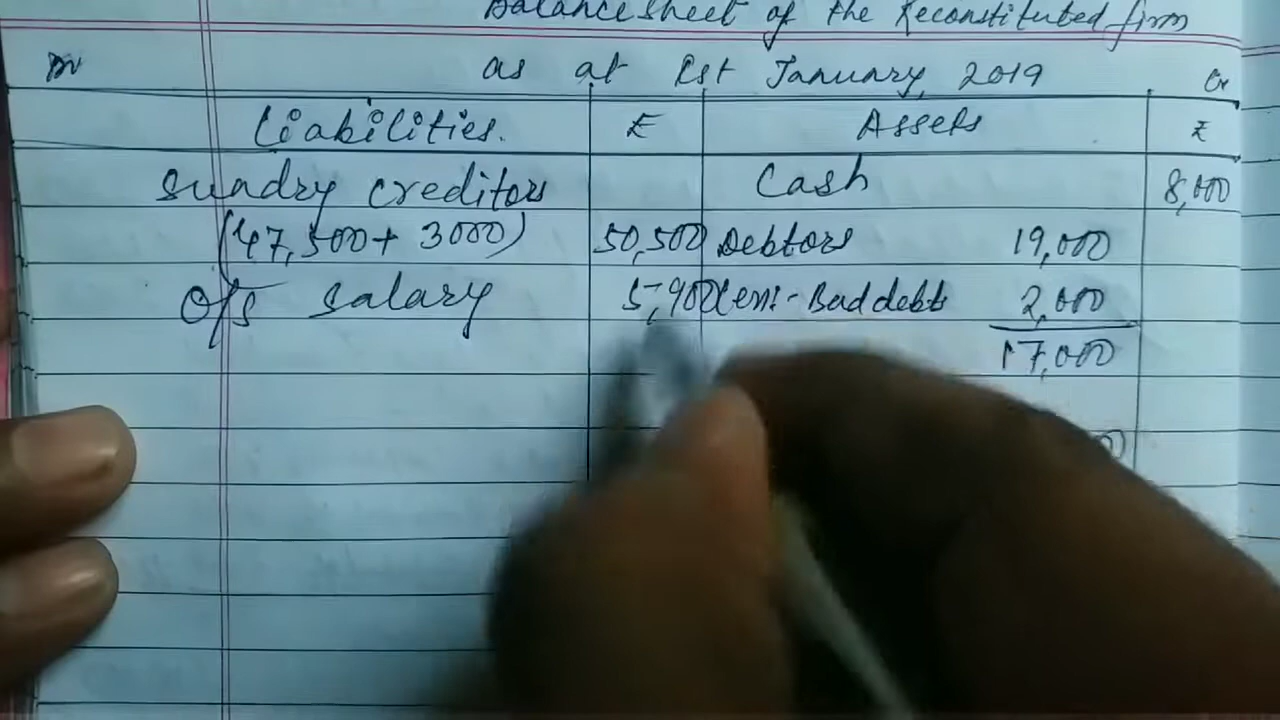 Balance sheet of the Reconstituted firm
Dr as at 1st January, 2019 Cr
Liabilities. ₹ Assets ₹
Sundry creditors Cash 8,000
(47,500+ 3000) 50,500 Debtors 19,000
o/s salary 5,900 Less:- Bad debts 2,000
17,000